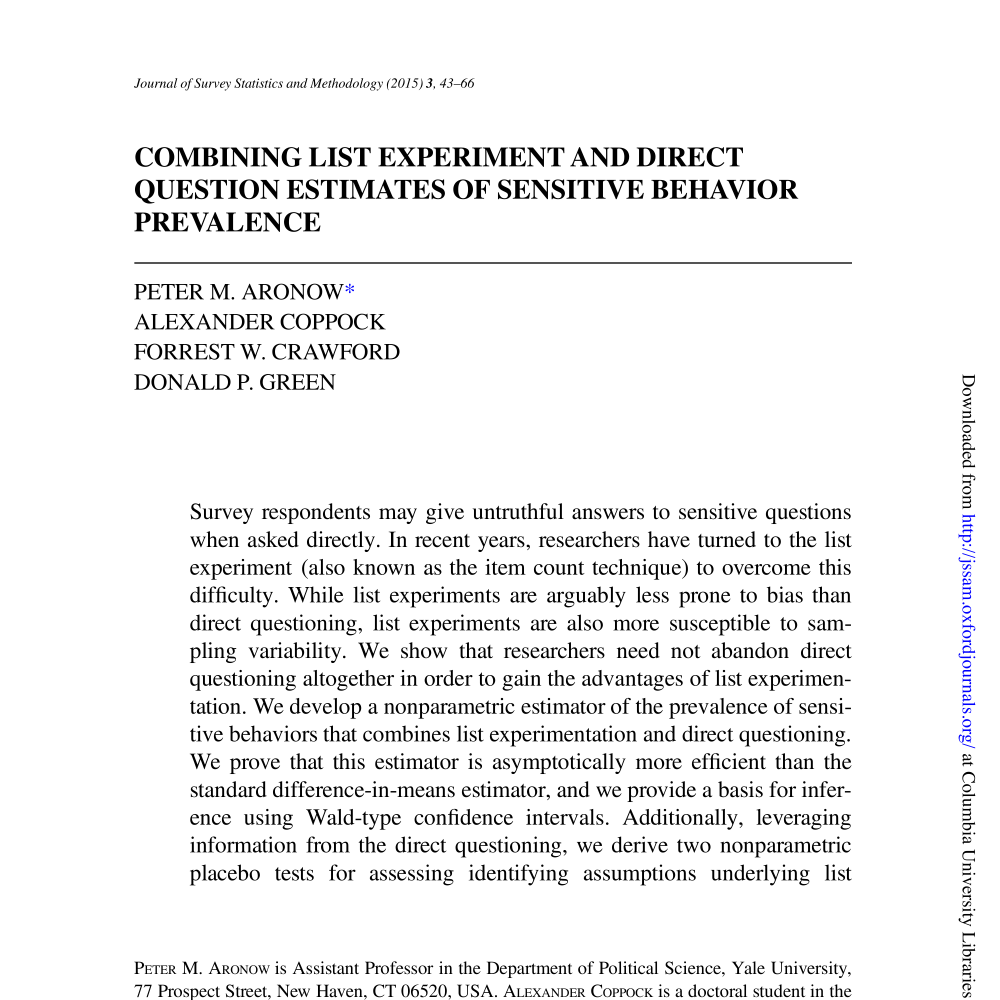 Journal of Survey Statistics and Methodology (2015) 3, 43–66
COMBINING LIST EXPERIMENT AND DIRECT
QUESTION ESTIMATES OF SENSITIVE BEHAVIOR
PREVALENCE
PETER M. ARONOW*
ALEXANDER COPPOCK
FORREST W. CRAWFORD
DONALD P. GREEN
Survey respondents may give untruthful answers to sensitive questions
when asked directly. In recent years, researchers have turned to the list
experiment (also known as the item count technique) to overcome this
difficulty. While list experiments are arguably less prone to bias than
direct questioning, list experiments are also more susceptible to sam-
pling variability. We show that researchers need not abandon direct
questioning altogether in order to gain the advantages of list experimen-
tation. We develop a nonparametric estimator of the prevalence of sensi-
tive behaviors that combines list experimentation and direct questioning.
We prove that this estimator is asymptotically more efficient than the
standard difference-in-means estimator, and we provide a basis for infer-
ence using Wald-type confidence intervals. Additionally, leveraging
information from the direct questioning, we derive two nonparametric
placebo tests for assessing identifying assumptions underlying list
PETER M. ARONOW is Assistant Professor in the Department of Political Science, Yale University,
77 Prospect Street, New Haven, CT 06520, USA. ALEXANDER COPPOCK is a doctoral student in the
Downloaded from http://jssam.oxfordjournals.org/ at Columbia University Libraries